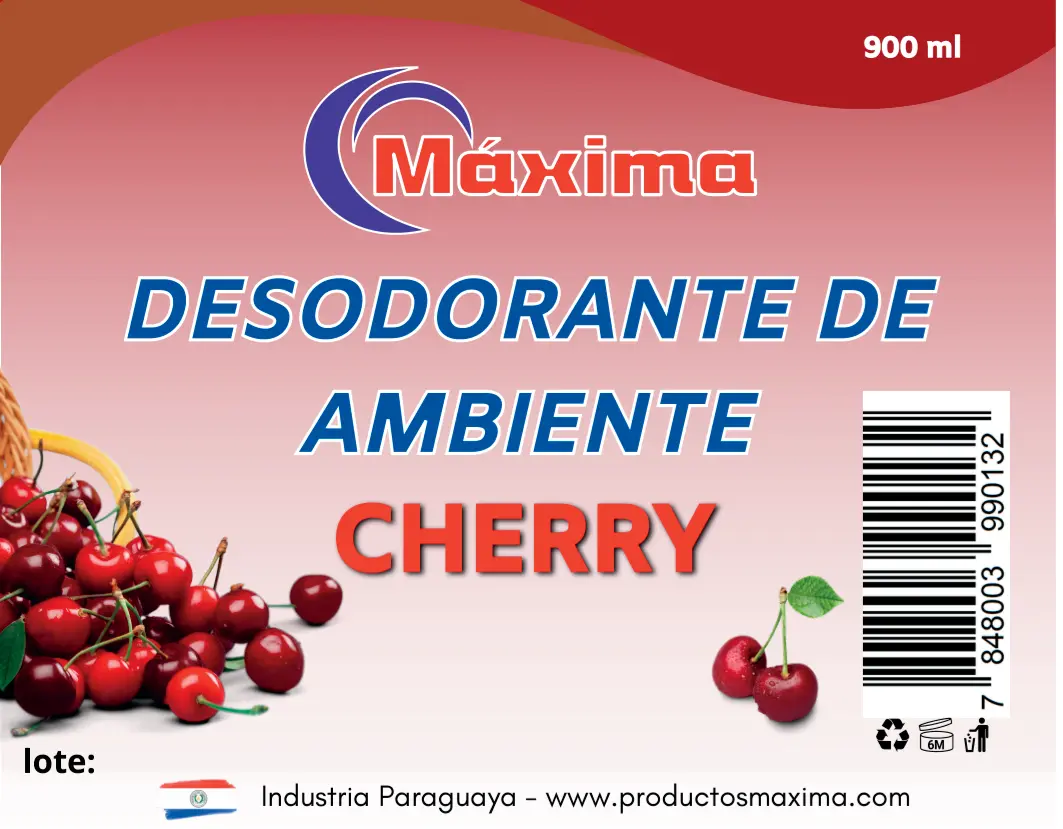 900 ml
Máxima
DESODORANTE DE
AMBIENTE
CHERRY
7 848003 990132
6M
lote:
Industria Paraguaya - www.productosmaxima.com